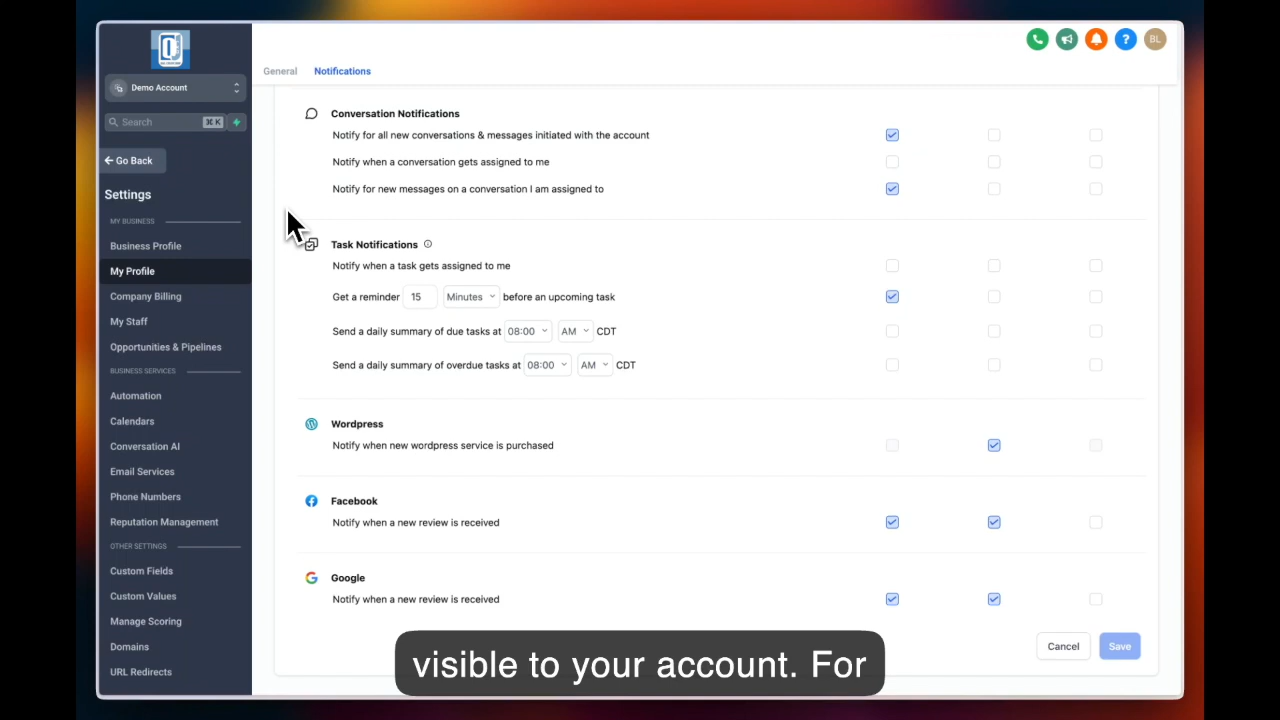 Demo Account
Search ⌘ K
Go Back
Settings
MY BUSINESS
Business Profile
My Profile
Company Billing
My Staff
Opportunities & Pipelines
BUSINESS SERVICES
Automation
Calendars
Conversation AI
Email Services
Phone Numbers
Reputation Management
OTHER SETTINGS
Custom Fields
Custom Values
Manage Scoring
Domains
URL Redirects
? BL
General Notifications
Conversation Notifications
Notify for all new conversations & messages initiated with the account
Notify when a conversation gets assigned to me
Notify for new messages on a conversation I am assigned to
Task Notifications
Notify when a task gets assigned to me
Get a reminder 15 Minutes before an upcoming task
Send a daily summary of due tasks at 08:00 AM CDT
Send a daily summary of overdue tasks at 08:00 AM CDT
Wordpress
Notify when new wordpress service is purchased
Facebook
Notify when a new review is received
Google
Notify when a new review is received
Cancel Save
visible to your account. For